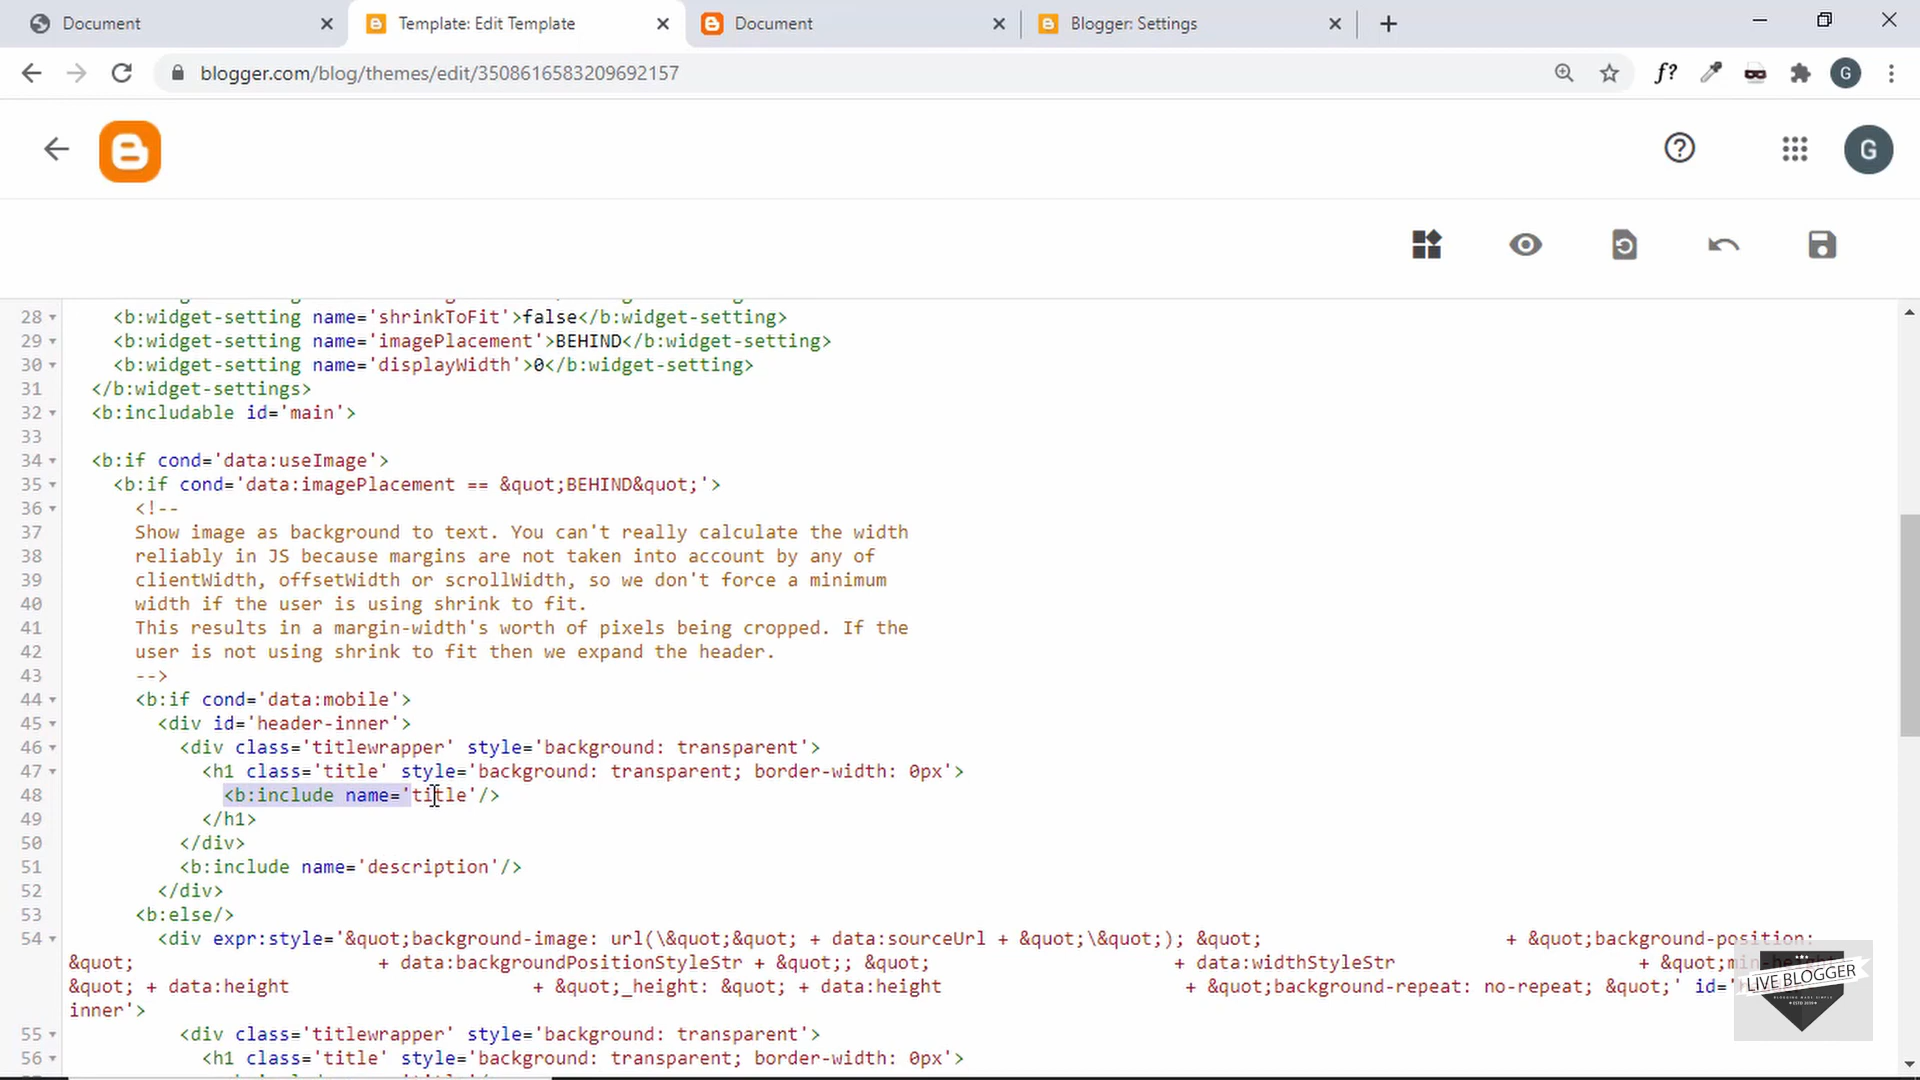 Document
Template: Edit Template
Document
Blogger: Settings
blogger.com/blog/themes/edit/3508616583209692157
f?
G
G
28 <b:widget-setting name='shrinkToFit'>false</b:widget-setting>
29 <b:widget-setting name='imagePlacement'>BEHIND</b:widget-setting>
30 <b:widget-setting name='displayWidth'>0</b:widget-setting>
31 </b:widget-settings>
32 <b:includable id='main'>
33
34 <b:if cond='data:useImage'>
35 <b:if cond='data:imagePlacement == &quot;BEHIND&quot;'>
36 <!--
37 Show image as background to text. You can't really calculate the width
38 reliably in JS because margins are not taken into account by any of
39 clientWidth, offsetWidth or scrollWidth, so we don't force a minimum
40 width if the user is using shrink to fit.
41 This results in a margin-width's worth of pixels being cropped. If the
42 user is not using shrink to fit then we expand the header.
43 -->
44 <b:if cond='data:mobile'>
45 <div id='header-inner'>
46 <div class='titlewrapper' style='background: transparent'>
47 <h1 class='title' style='background: transparent; border-width: 0px'>
48 <b:include name='title'/>
49 </h1>
50 </div>
51 <b:include name='description'/>
52 </div>
53 <b:else/>
54 <div expr:style='&quot;background-image: url(\&quot;&quot; + data:sourceUrl + &quot;\&quot;); &quot; + &quot;background-position:
&quot; + data:backgroundPositionStyleStr + &quot;; &quot; + data:widthStyleStr + &quot;min-height:
&quot; + data:height + &quot;_height: &quot; + data:height + &quot;background-repeat: no-repeat; &quot;' id=
inner'>
55 <div class='titlewrapper' style='background: transparent'>
56 <h1 class='title' style='background: transparent; border-width: 0px'>
LIVE BLOGGER